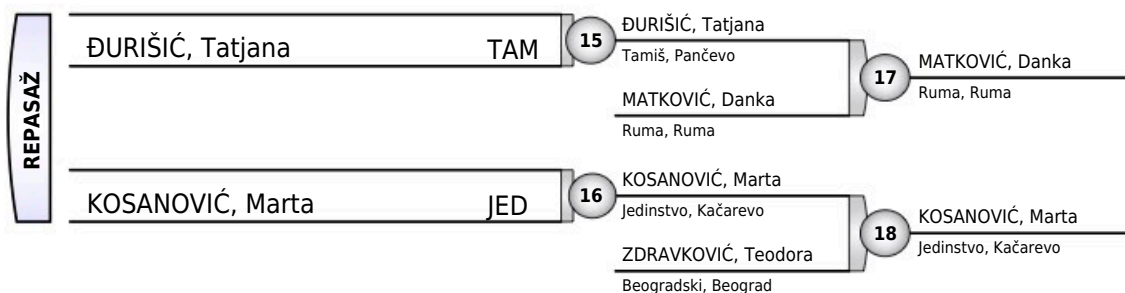 REPASAŽ
ĐURIŠIĆ, Tatjana TAM
15
ĐURIŠIĆ, Tatjana
Tamiš, Pančevo
MATKOVIĆ, Danka
Ruma, Ruma
17
MATKOVIĆ, Danka
Ruma, Ruma
KOSANOVIĆ, Marta JED
16
KOSANOVIĆ, Marta
Jedinstvo, Kačarevo
ZDRAVKOVIĆ, Teodora
Beogradski, Beograd
18
KOSANOVIĆ, Marta
Jedinstvo, Kačarevo